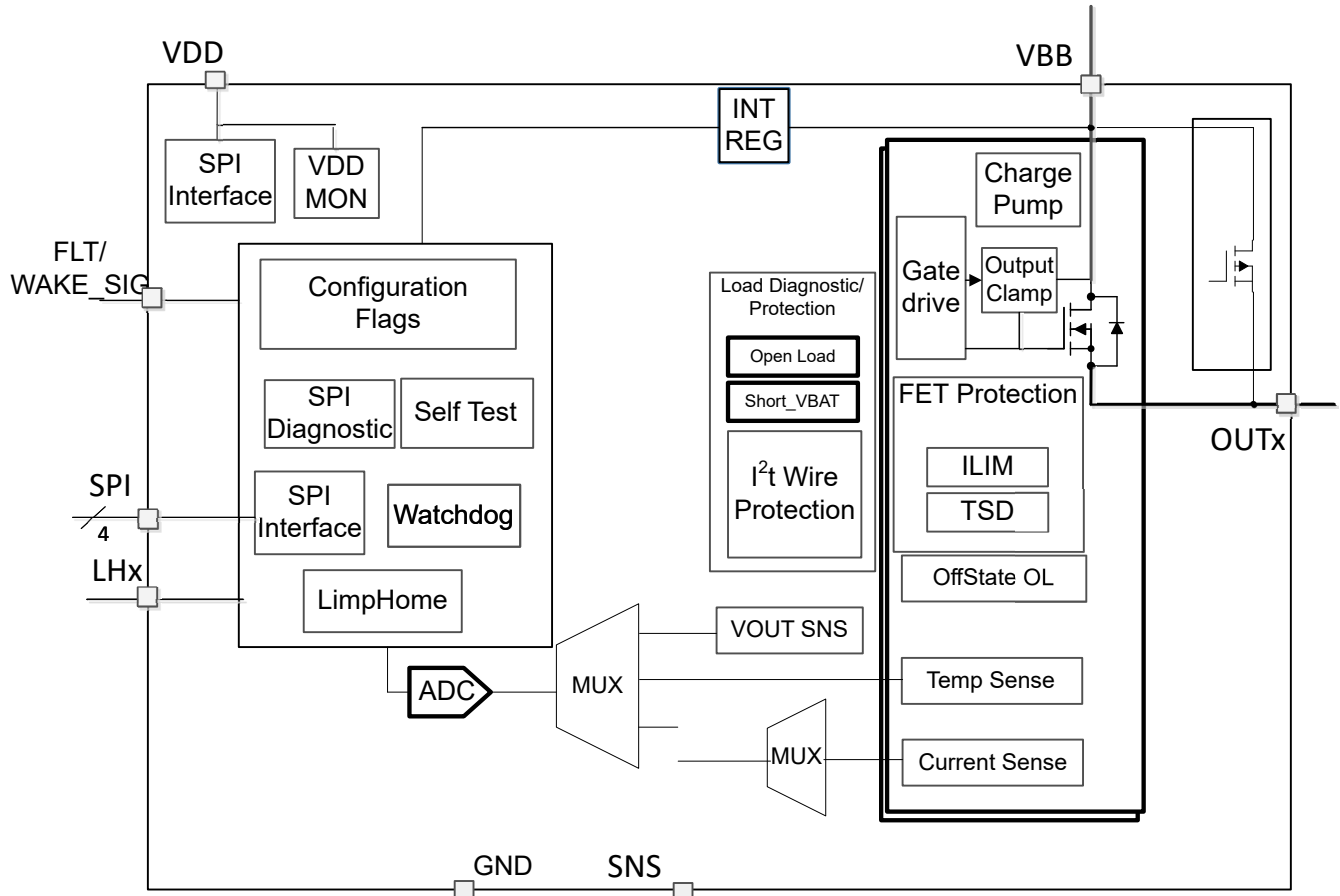 VDD
VBB
INT
REG
SPI
Interface
VDD
MON
Charge
Pump
FLT/
WAKE_SIG
Configuration
Flags
Gate
drive
Output
Clamp
Load Diagnostic/
Protection
Open Load
Short_VBAT
I²t Wire
Protection
SPI
Diagnostic
Self Test
FET Protection
ILIM
TSD
OUTx
SPI
4
SPI
Interface
Watchdog
LHx
LimpHome
OffState OL
VOUT SNS
ADC
MUX
Temp Sense
MUX
Current Sense
GND
SNS